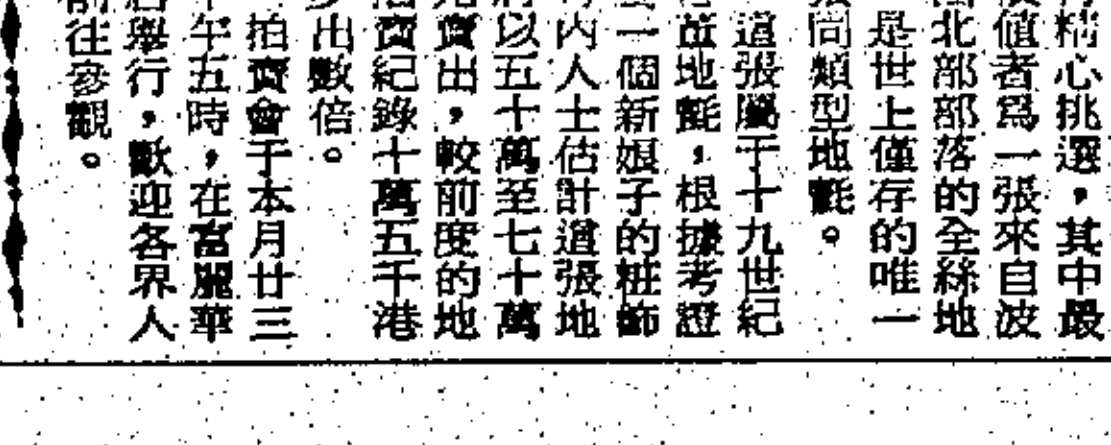 精心挑選，其中最
值者爲一張來自波
北部部落的全絲地
是世上僅存的唯一
同類型地氈。
這張屬于十九世紀
地氈，根據考證
一個新娘子的粧飾
內人士估計這張地
以五十萬至七十萬
賣出，較前度的地
賣紀錄十萬五千港
出數倍。
拍賣會于本月廿三
午五時，在富麗華
舉行，歡迎各界人
往參觀。